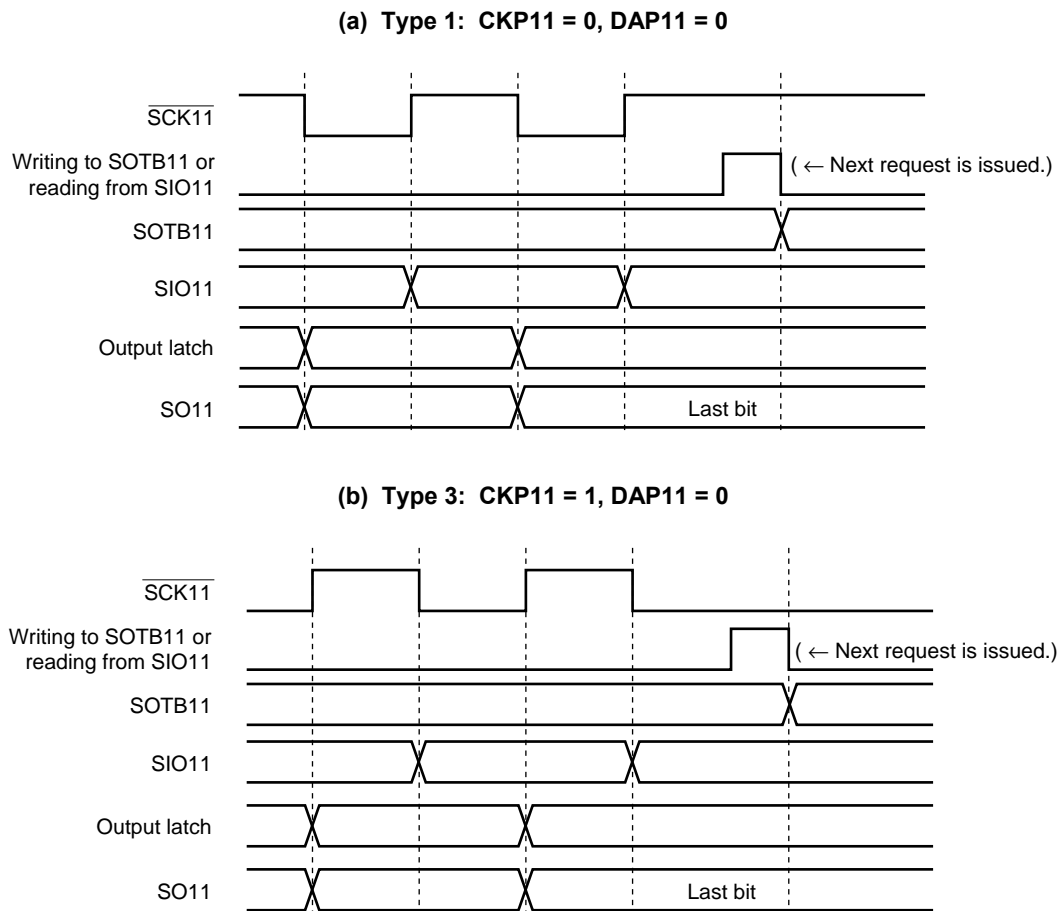 (a) Type 1: CKP11 = 0, DAP11 = 0
SCK11
Writing to SOTB11 or
reading from SIO11
( ← Next request is issued.)
SOTB11
SIO11
Output latch
SO11
Last bit
(b) Type 3: CKP11 = 1, DAP11 = 0
SCK11
Writing to SOTB11 or
reading from SIO11
( ← Next request is issued.)
SOTB11
SIO11
Output latch
SO11
Last bit